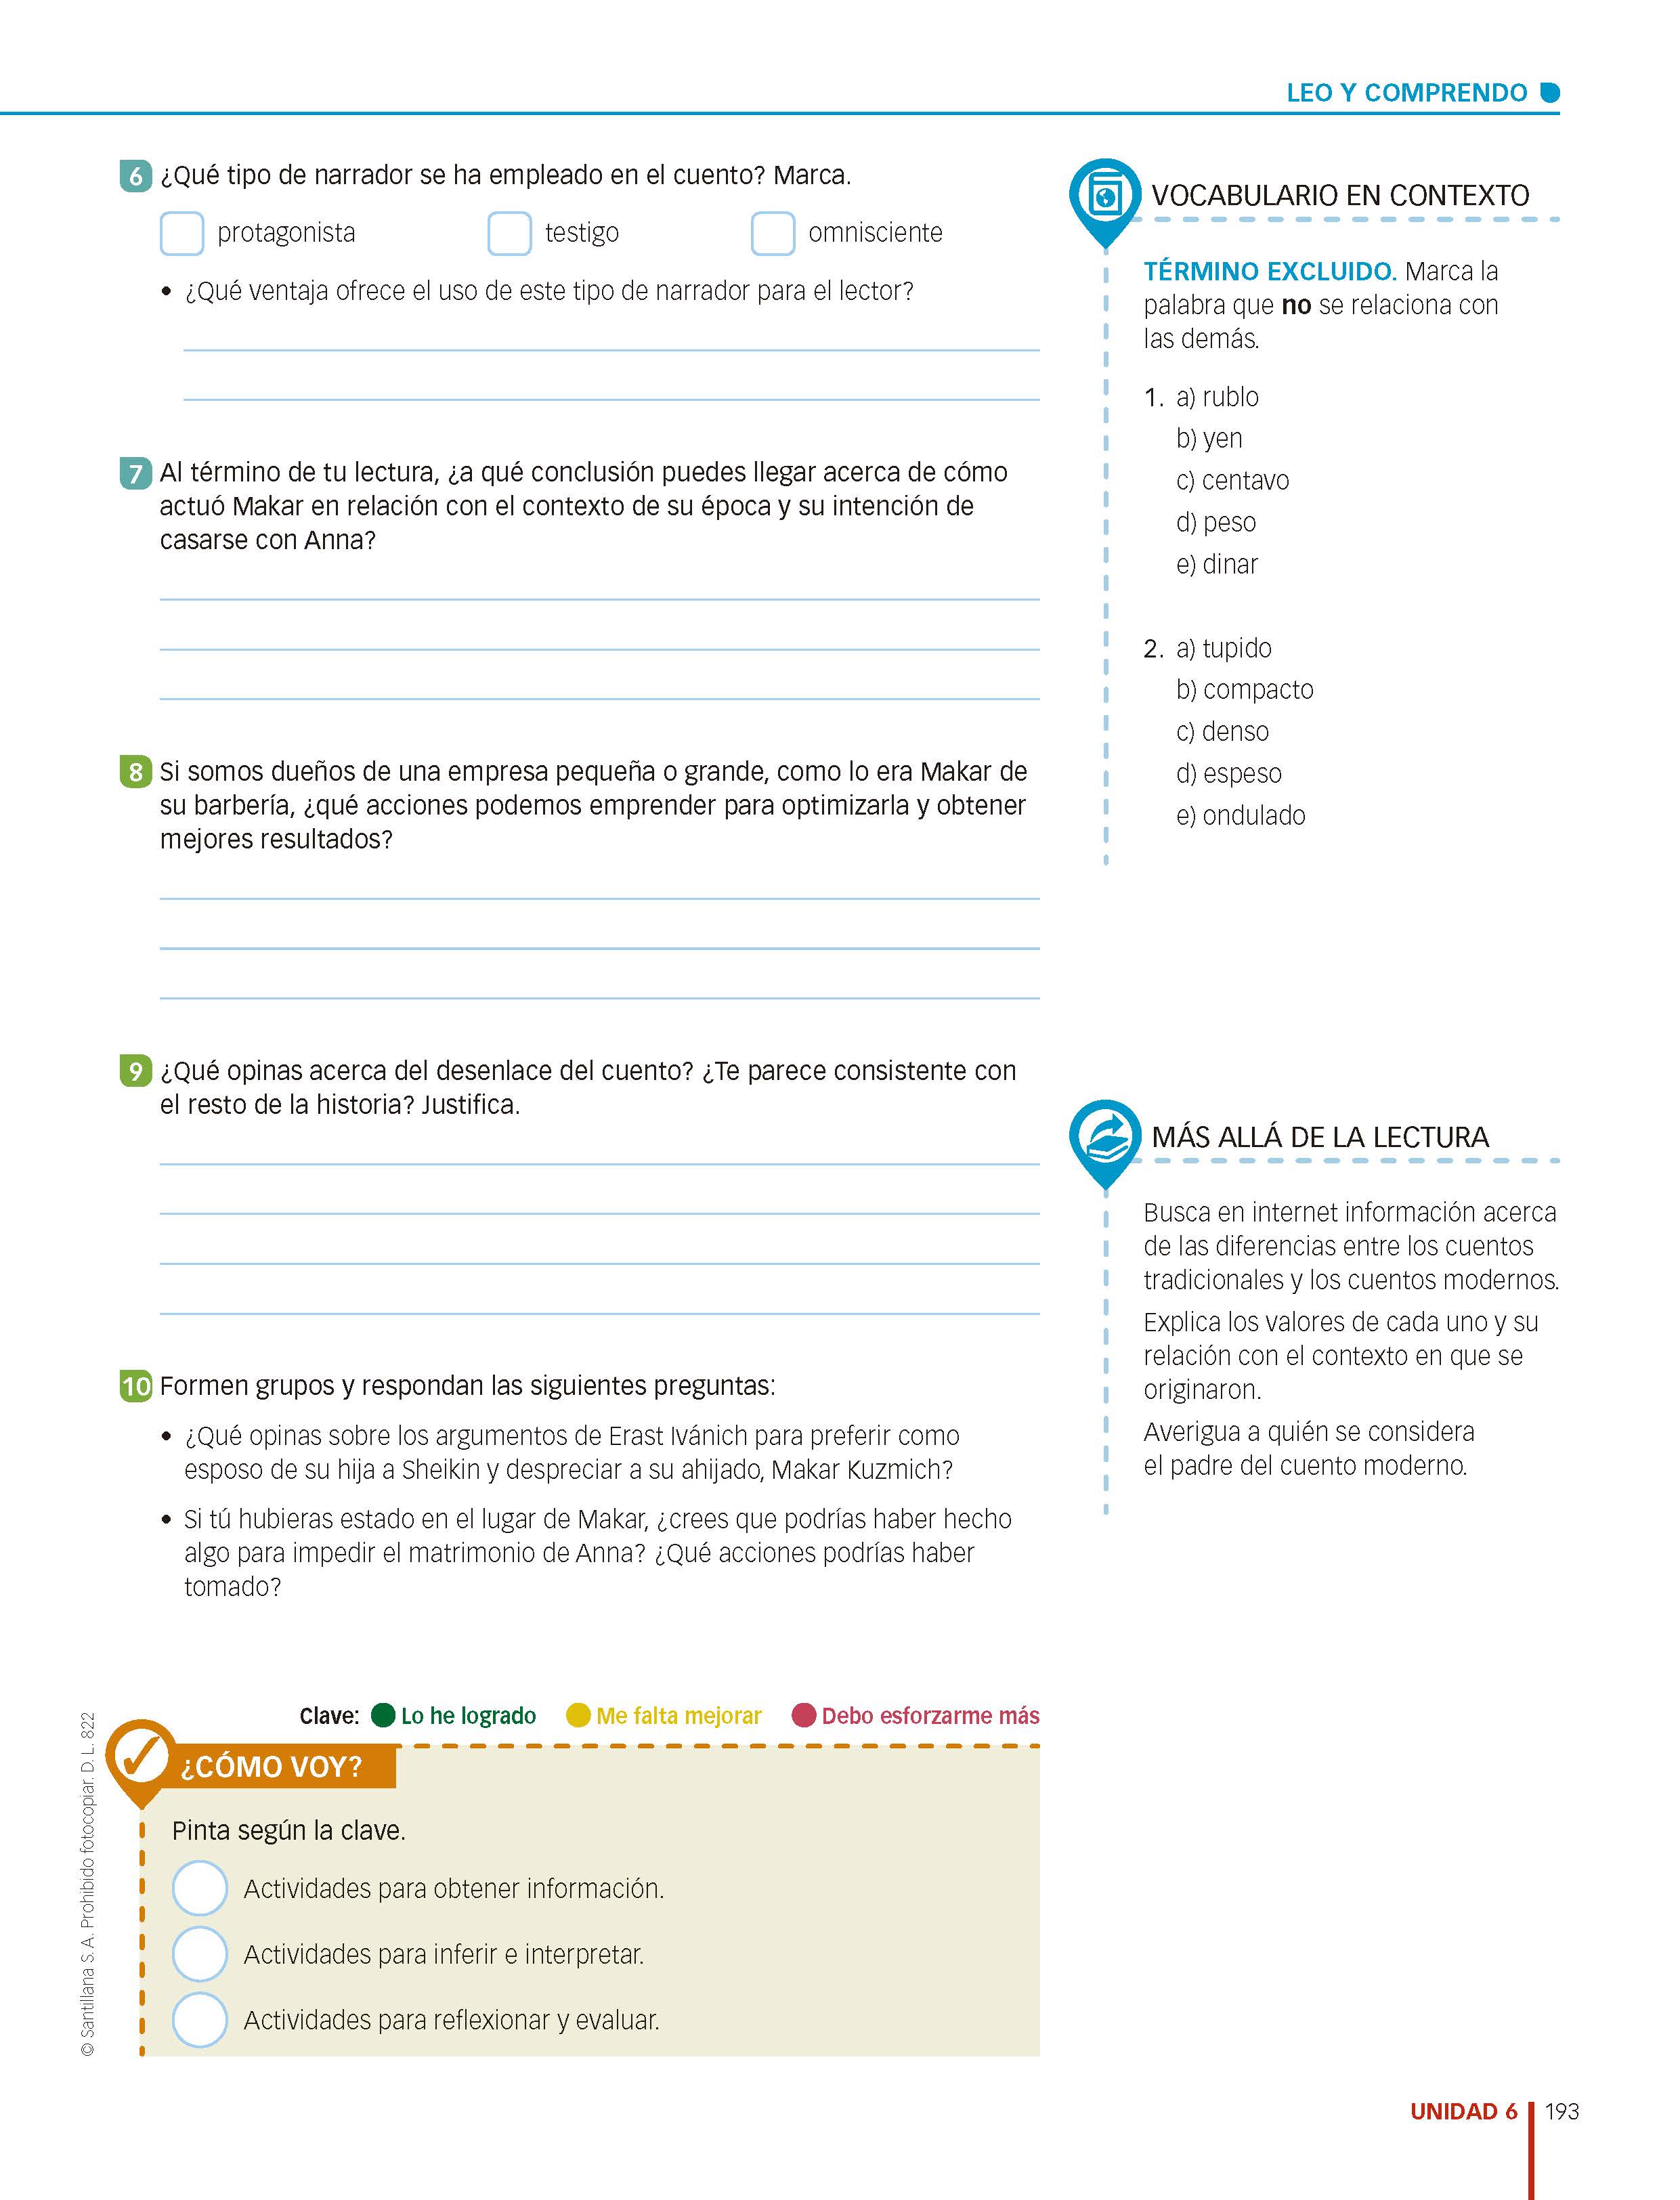 LEO Y COMPRENDO
6 ¿Qué tipo de narrador se ha empleado en el cuento? Marca.
protagonista testigo omnisciente
• ¿Qué ventaja ofrece el uso de este tipo de narrador para el lector?
7 Al término de tu lectura, ¿a qué conclusión puedes llegar acerca de cómo
actuó Makar en relación con el contexto de su época y su intención de
casarse con Anna?
8 Si somos dueños de una empresa pequeña o grande, como lo era Makar de
su barbería, ¿qué acciones podemos emprender para optimizarla y obtener
mejores resultados?
9 ¿Qué opinas acerca del desenlace del cuento? ¿Te parece consistente con
el resto de la historia? Justifica.
10 Formen grupos y respondan las siguientes preguntas:
• ¿Qué opinas sobre los argumentos de Erast Ivánich para preferir como
esposo de su hija a Sheikin y despreciar a su ahijado, Makar Kuzmich?
• Si tú hubieras estado en el lugar de Makar, ¿crees que podrías haber hecho
algo para impedir el matrimonio de Anna? ¿Qué acciones podrías haber
tomado?
VOCABULARIO EN CONTEXTO
TÉRMINO EXCLUIDO. Marca la
palabra que no se relaciona con
las demás.
1. a) rublo
b) yen
c) centavo
d) peso
e) dinar
2. a) tupido
b) compacto
c) denso
d) espeso
e) ondulado
MÁS ALLÁ DE LA LECTURA
Busca en internet información acerca
de las diferencias entre los cuentos
tradicionales y los cuentos modernos.
Explica los valores de cada uno y su
relación con el contexto en que se
originaron.
Averigua a quién se considera
el padre del cuento moderno.
Clave: Lo he logrado Me falta mejorar Debo esforzarme más
¿CÓMO VOY?
Pinta según la clave.
Actividades para obtener información.
Actividades para inferir e interpretar.
Actividades para reflexionar y evaluar.
© Santillana S. A. Prohibido fotocopiar. D. L. 822
UNIDAD 6 193